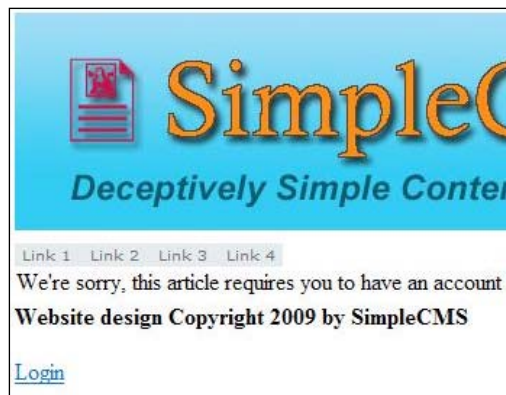 SimpleC
Deceptively Simple Conte
Link 1 Link 2 Link 3 Link 4
We're sorry, this article requires you to have an account
Website design Copyright 2009 by SimpleCMS
Login